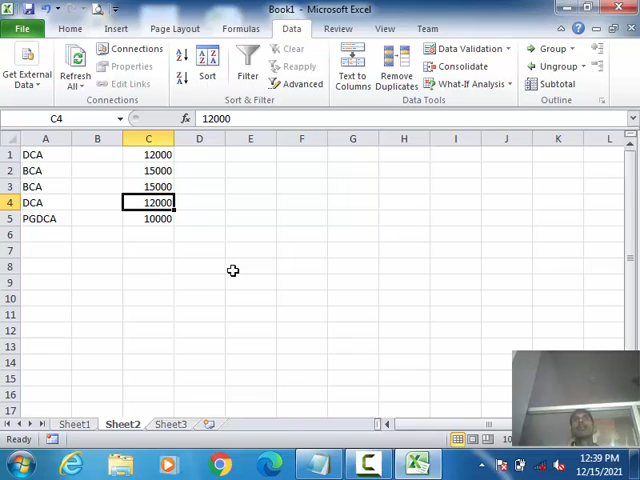 Book1 - Microsoft Excel
File Home Insert Page Layout Formulas Data Review View Team
Get External Data
Refresh All
Connections
Properties
Edit Links
Connections
Sort
Filter
Clear
Reapply
Advanced
Sort & Filter
Text to Columns
Remove Duplicates
Data Validation
Consolidate
What-If Analysis
Data Tools
Group
Ungroup
Subtotal
Outline
C4 fx 12000
A B C D E F G H I J K L
1 DCA 12000
2 BCA 15000
3 BCA 15000
4 DCA 12000
5 PGDCA 10000
6
7
8
9
10
11
12
13
14
15
16
17
Sheet1 Sheet2 Sheet3
Ready 10
12:39 PM
12/15/2021